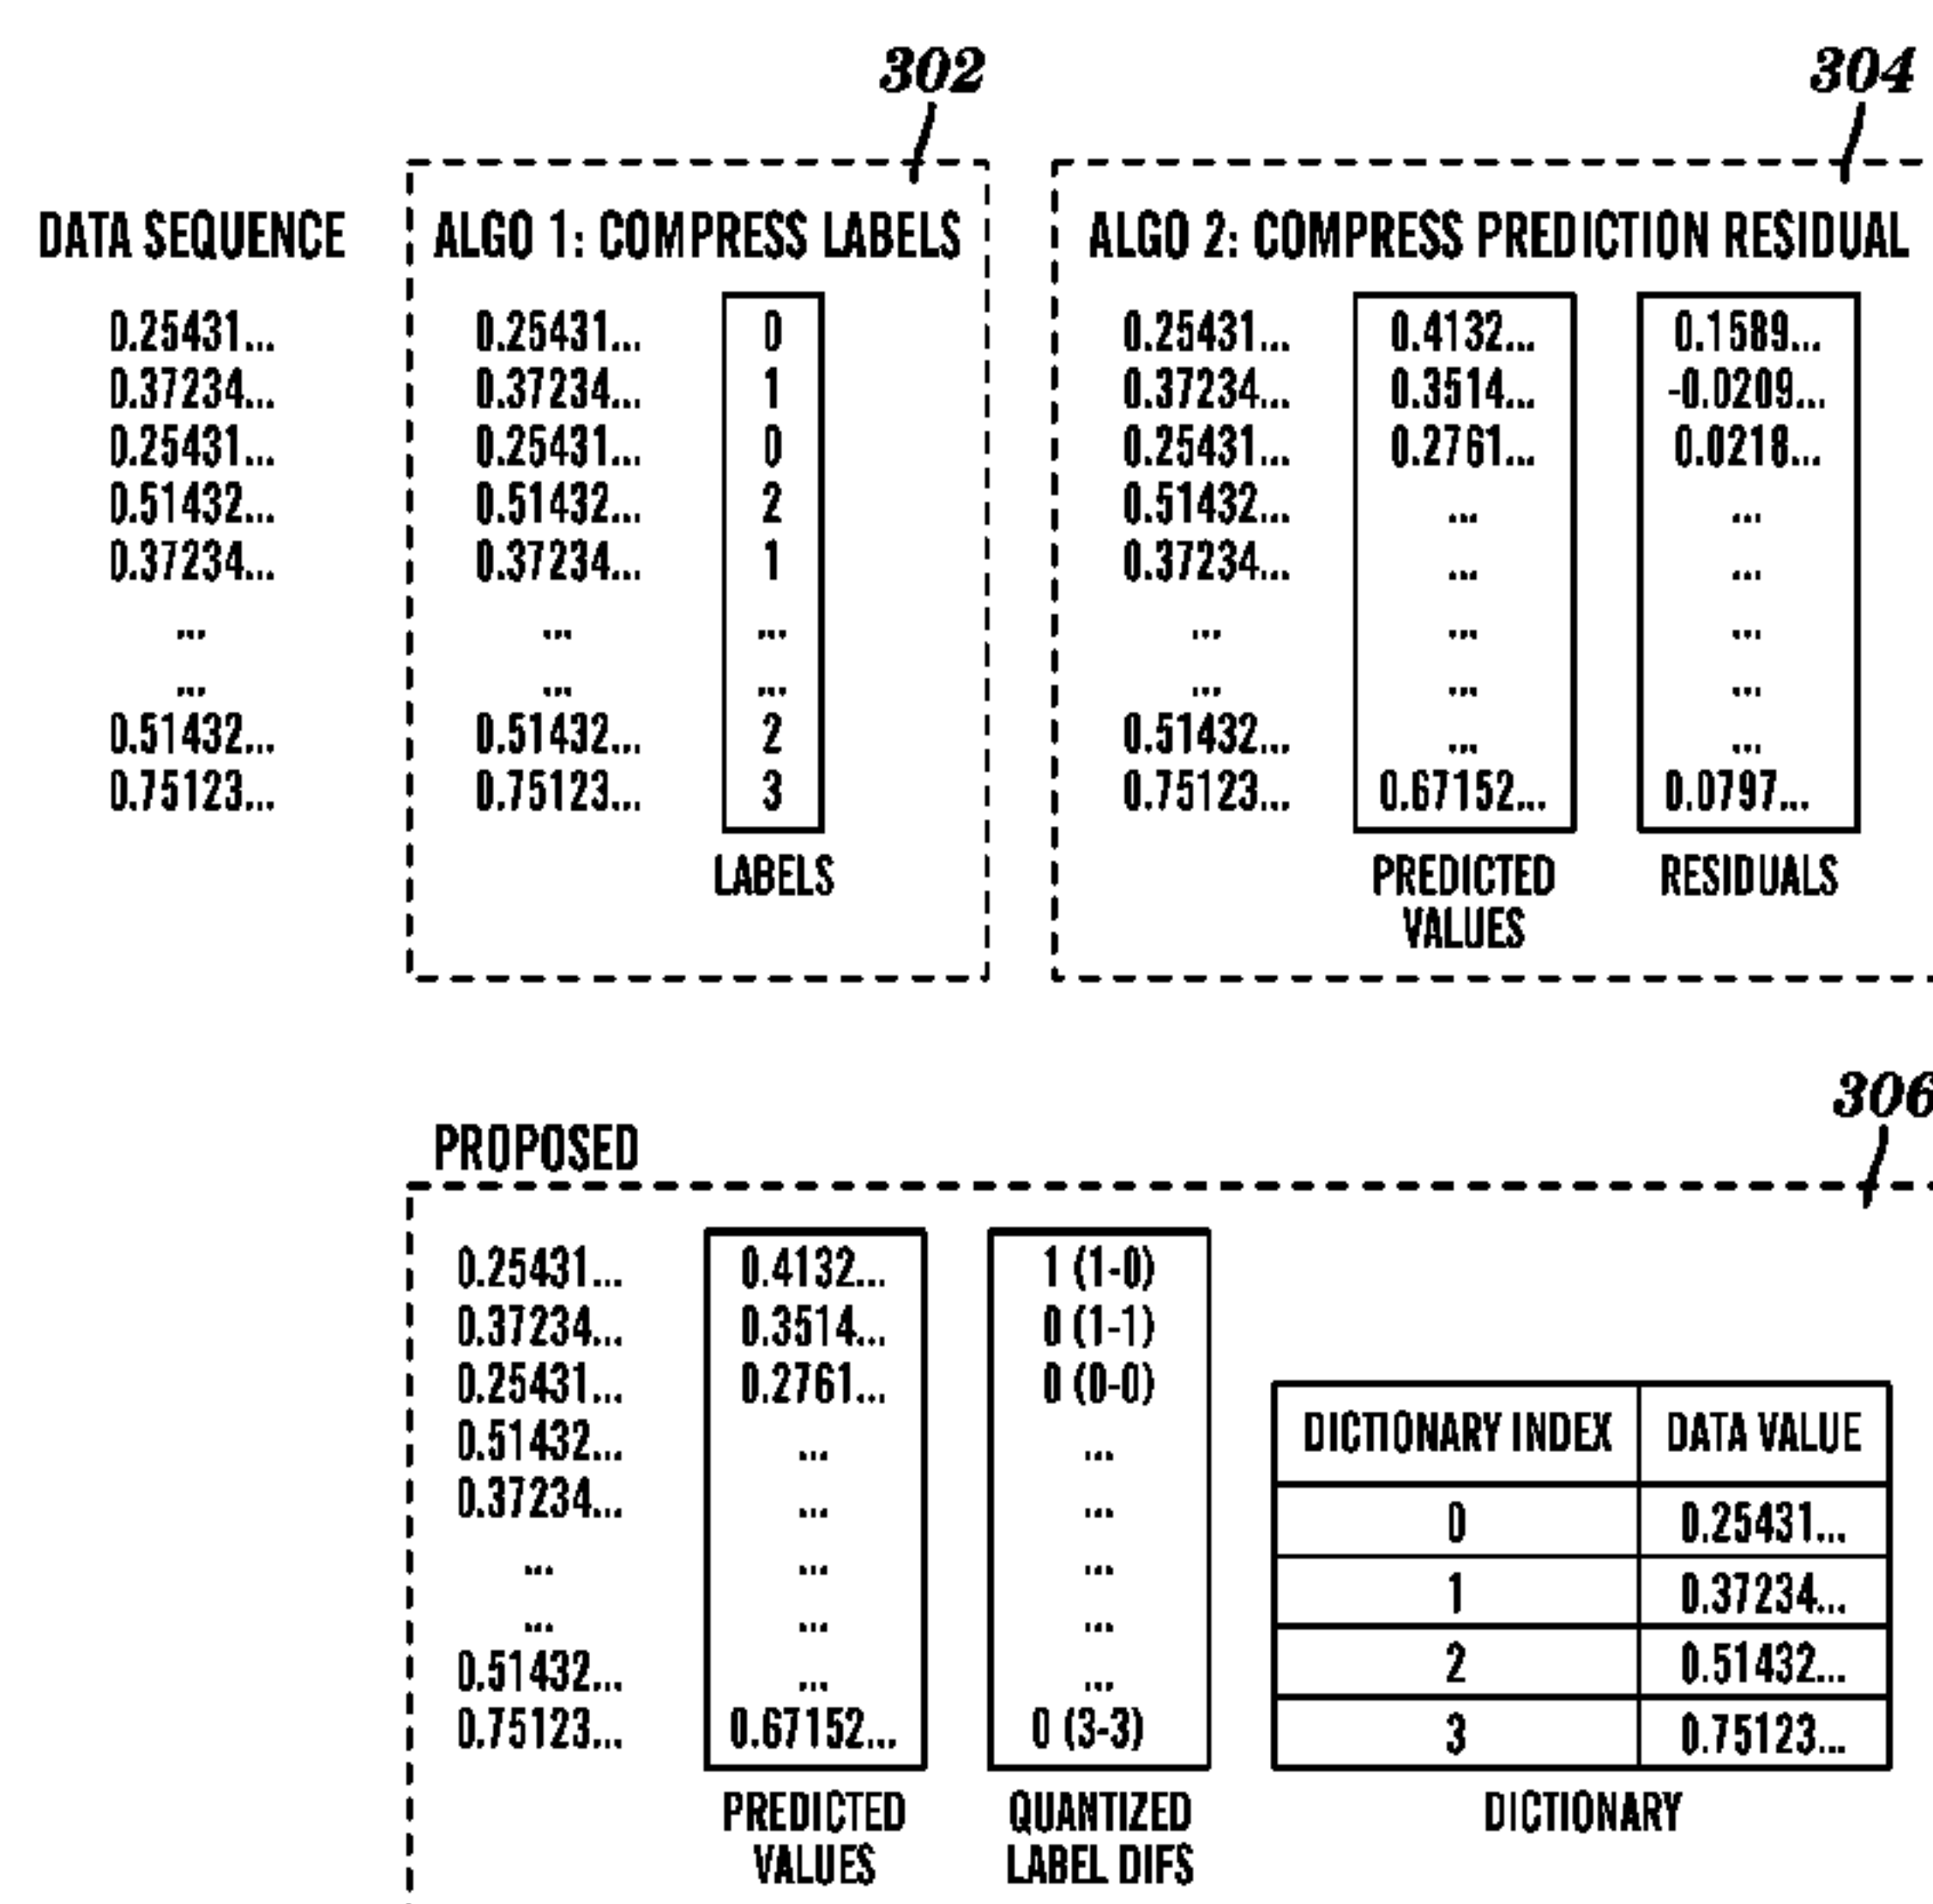 302
304
DATA SEQUENCE
0.25431...
0.37234...
0.25431...
0.51432...
0.37234...
...
...
0.51432...
0.75123...
ALGO 1: COMPRESS LABELS
0.25431... 0
0.37234... 1
0.25431... 0
0.51432... 2
0.37234... 1
... ...
... ...
0.51432... 2
0.75123... 3
LABELS
ALGO 2: COMPRESS PREDICTION RESIDUAL
0.25431... 0.4132... 0.1589...
0.37234... 0.3514... -0.0209...
0.25431... 0.2761... 0.0218...
0.51432... ... ...
0.37234... ... ...
... ... ...
... ... ...
0.51432... ... ...
0.75123... 0.67152... 0.0797...
PREDICTED
VALUES
RESIDUALS
306
PROPOSED
0.25431... 0.4132... 1 (1-0)
0.37234... 0.3514... 0 (1-1)
0.25431... 0.2761... 0 (0-0)
0.51432... ... ...
0.37234... ... ...
... ... ...
... ... ...
0.51432... ... ...
0.75123... 0.67152... 0 (3-3)
PREDICTED
VALUES
QUANTIZED
LABEL DIFS
DICTIONARY INDEX DATA VALUE
0 0.25431...
1 0.37234...
2 0.51432...
3 0.75123...
DICTIONARY